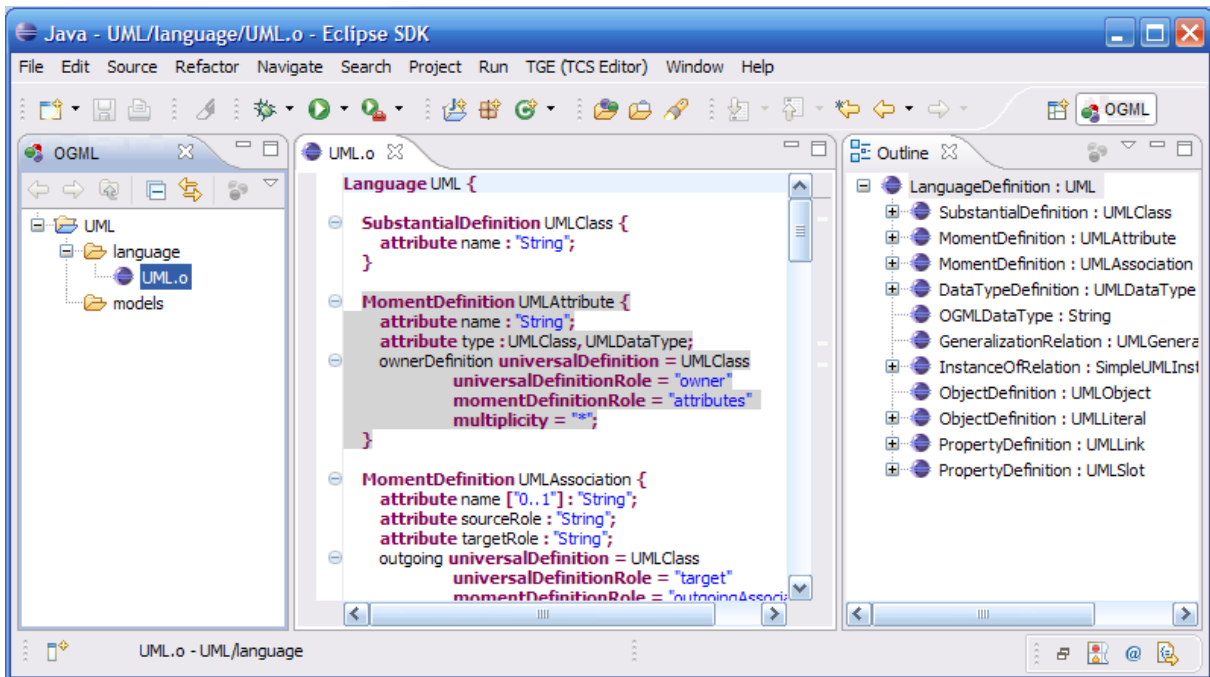 Java - UML/language/UML.o - Eclipse SDK
File Edit Source Refactor Navigate Search Project Run TGE (TCS Editor) Window Help
OGML
OGML
UML
language
UML.o
models
UML.o
Language UML {
SubstantialDefinition UMLClass {
attribute name : "String";
}
MomentDefinition UMLAttribute {
attribute name : "String";
attribute type : UMLClass, UMLDataType;
ownerDefinition universalDefinition = UMLClass
universalDefinitionRole = "owner"
momentDefinitionRole = "attributes"
multiplicity = "*";
}
MomentDefinition UMLAssociation {
attribute name ["0..1"] : "String";
attribute sourceRole : "String";
attribute targetRole : "String";
outgoing universalDefinition = UMLClass
universalDefinitionRole = "target"
momentDefinitionRole = "outgoingAssocia
Outline
LanguageDefinition : UML
SubstantialDefinition : UMLClass
MomentDefinition : UMLAttribute
MomentDefinition : UMLAssociation
DataTypeDefinition : UMLDataType
OGMLDataType : String
GeneralizationRelation : UMLGenera
InstanceOfRelation : SimpleUMLInst
ObjectDefinition : UMLObject
ObjectDefinition : UMLLiteral
PropertyDefinition : UMLLink
PropertyDefinition : UMLSlot
UML.o - UML/language